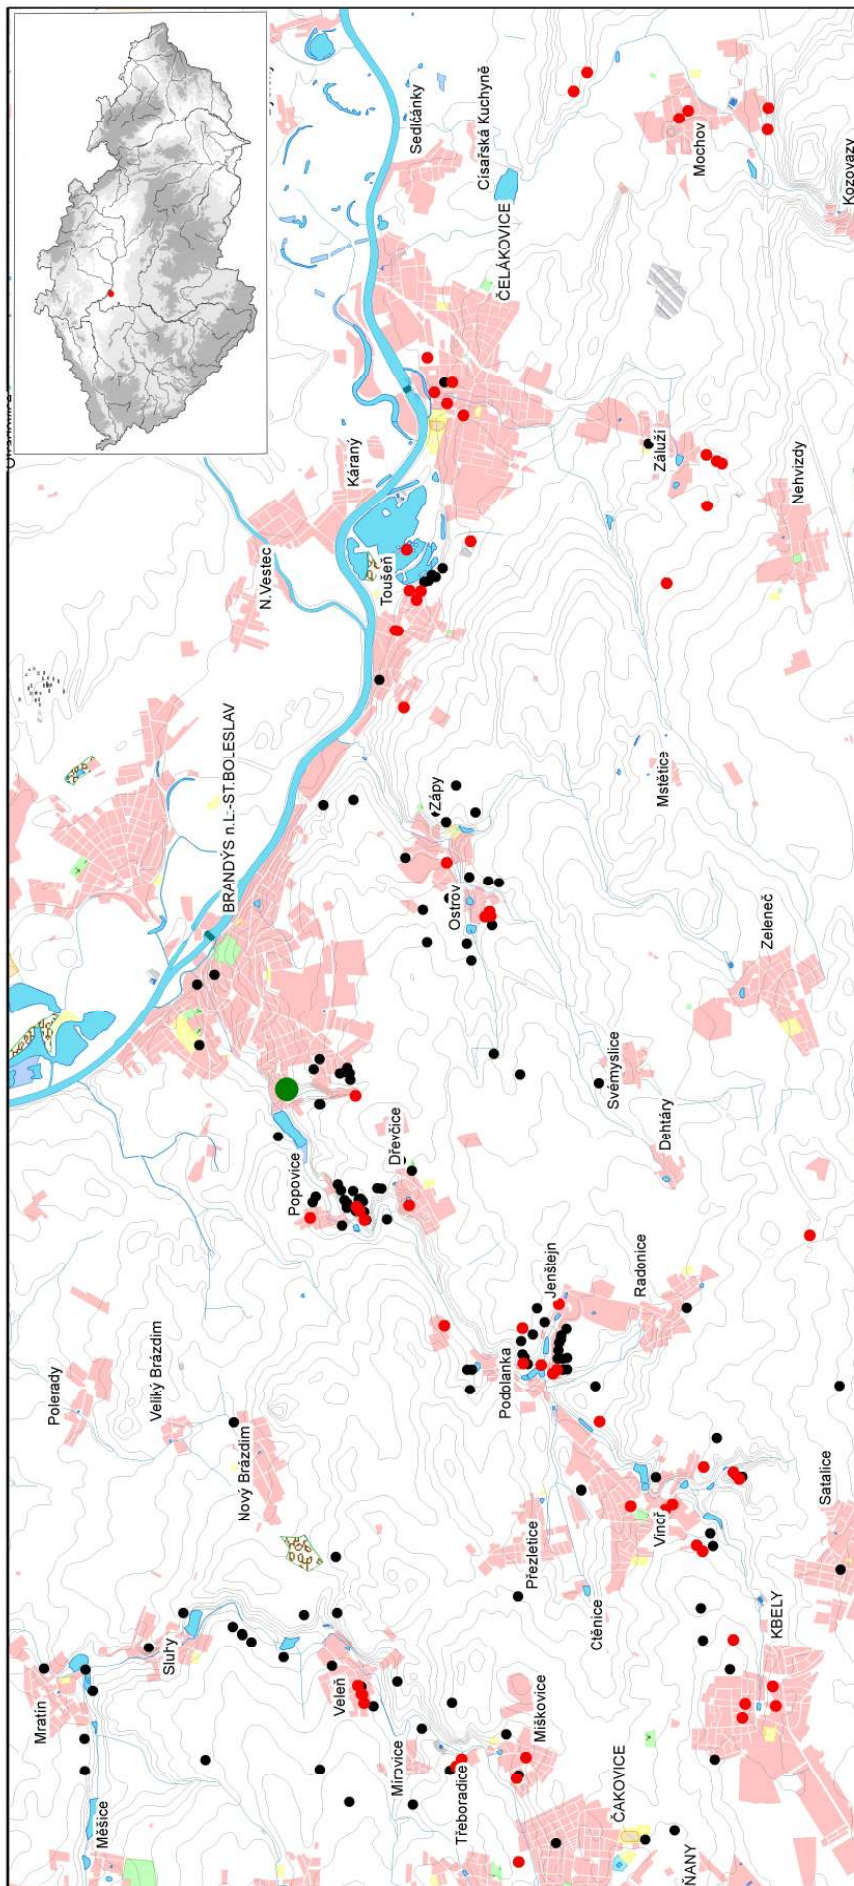 Sedlčánky
Císařská Kuchyně
Mochov
Kozovazy
ČELÁKOVICE
Káraný
Záluží
Nehvizdy
N.Vestec
Toušeň
BRANDÝS n.L.-ST.BOLESLAV
Zápy
Mstětice
Ostrov
Zeleneč
Svémyslice
Dehtáry
Dřevčice
Popovice
Jenštejn
Radonice
Podolanka
Polerady
Veliký Brázdim
Nový Brázdim
Přezletice
Vinoř
Satalice
Ctěnice
KBELY
Sluhy
Mratín
Veleň
Miškovice
Mírovice
Třeboradice
ČAKOVICE
Měšice
ŇANY